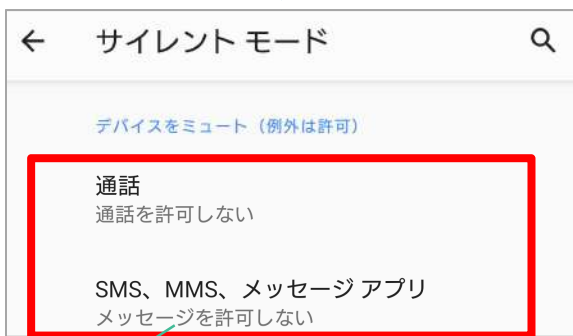 サイレント モード
デバイスをミュート（例外は許可）
通話
通話を許可しない
SMS、MMS、メッセージ アプリ
メッセージを許可しない